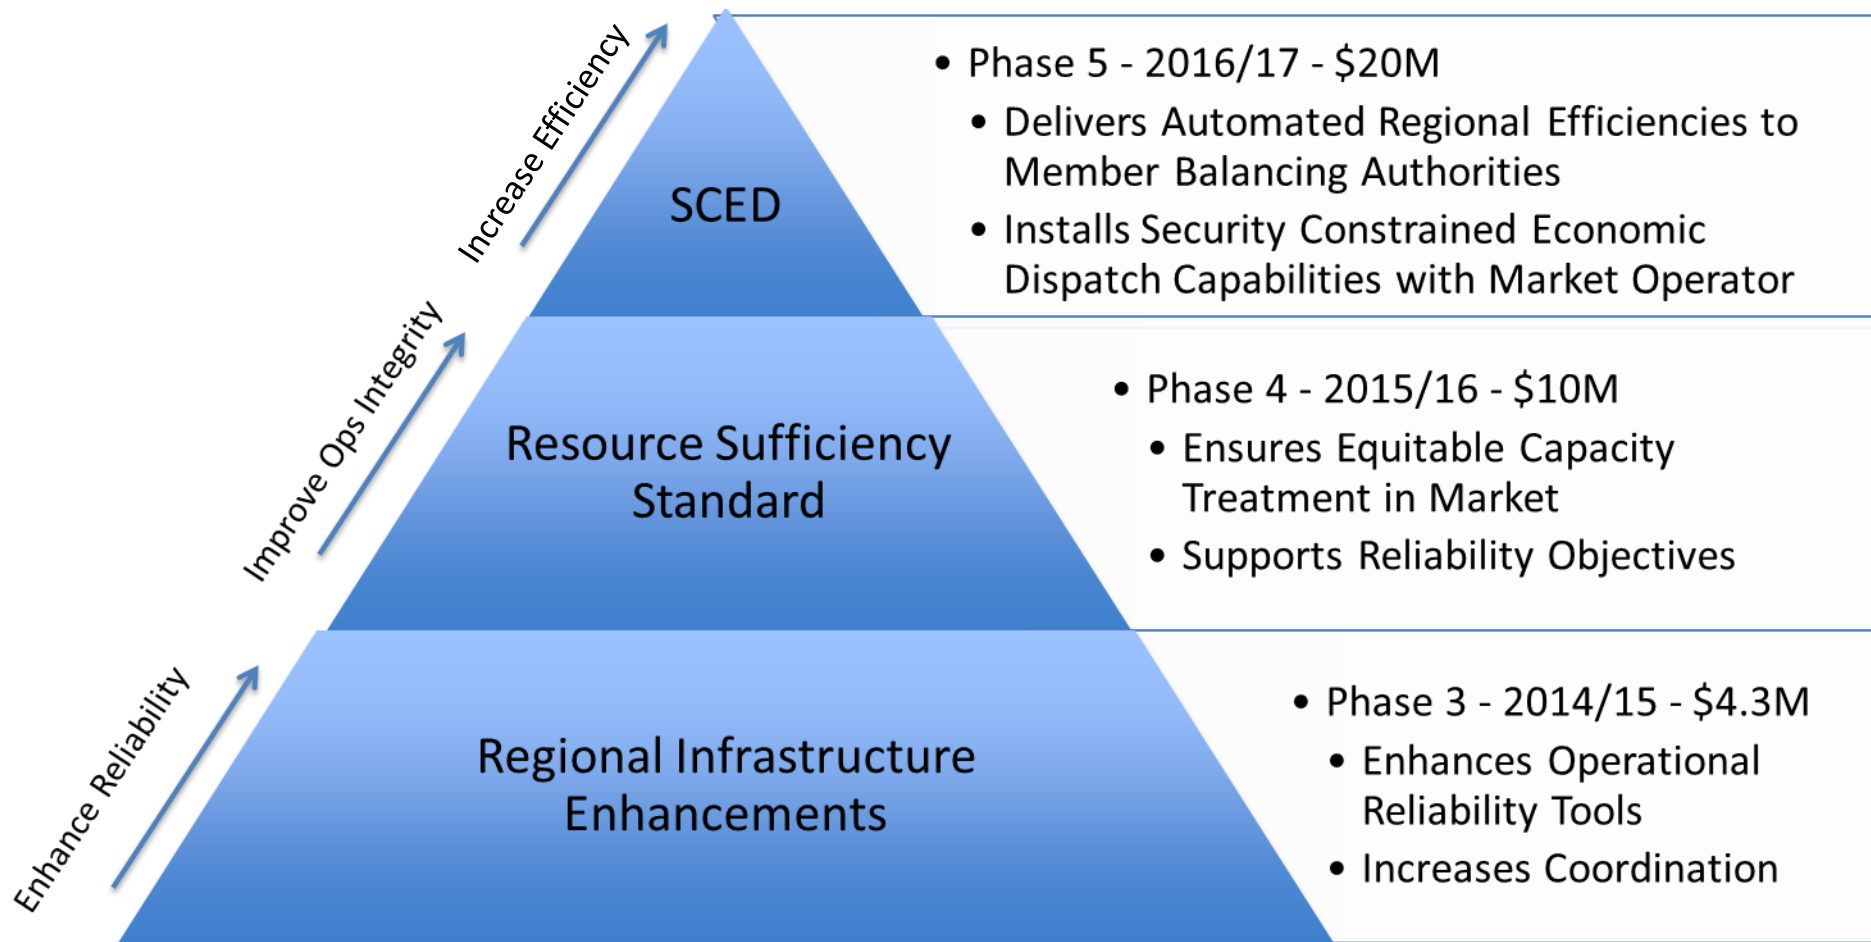 Increase Efficiency
SCED
• Phase 5 - 2016/17 - $20M
• Delivers Automated Regional Efficiencies to
Member Balancing Authorities
• Installs Security Constrained Economic
Dispatch Capabilities with Market Operator
Improve Ops Integrity
Resource Sufficiency
Standard
• Phase 4 - 2015/16 - $10M
• Ensures Equitable Capacity
Treatment in Market
• Supports Reliability Objectives
Enhance Reliability
Regional Infrastructure
Enhancements
• Phase 3 - 2014/15 - $4.3M
• Enhances Operational
Reliability Tools
• Increases Coordination